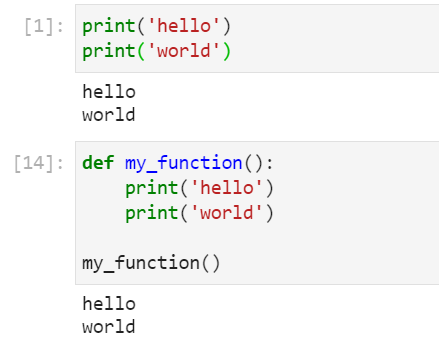 [1]: print('hello')
print('world')
hello
world
[14]: def my_function():
    print('hello')
    print('world')

my_function()
hello
world